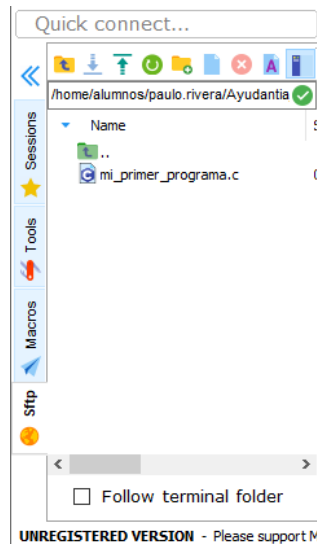 Quick connect...
/home/alumnos/paulo.rivera/Ayudantia
Name
..
mi_primer_programa.c
Sessions
Tools
Macros
Sftp
Follow terminal folder
UNREGISTERED VERSION - Please support M